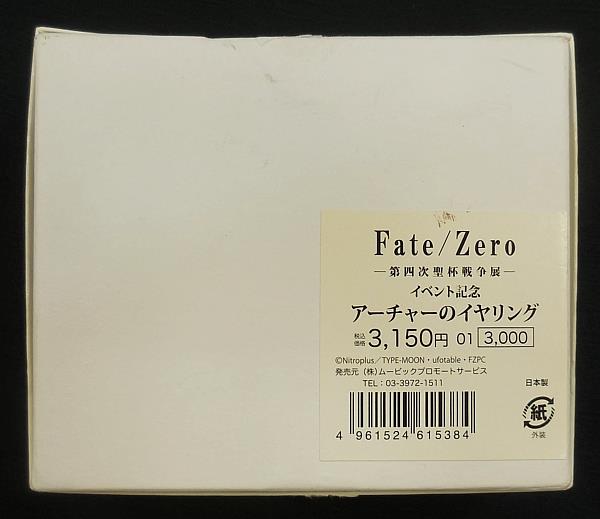 Fate/Zero
―第四次聖杯戦争展―
イベント記念
アーチャーのイヤリング
税込価格 3,150円 01 3,000
©Nitroplus/TYPE-MOON・ufotable・FZPC
発売元 (株)ムービックプロモートサービス
TEL:03-3972-1511
日本製
紙
外装
4 961524 615384